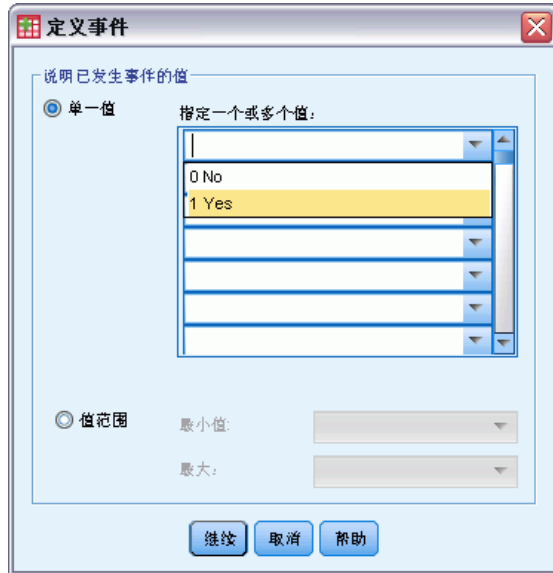 定义事件
说明已发生事件的值
单一值
指定一个或多个值：
0 No
1 Yes
值范围
最小值:
最大：
继续
取消
帮助